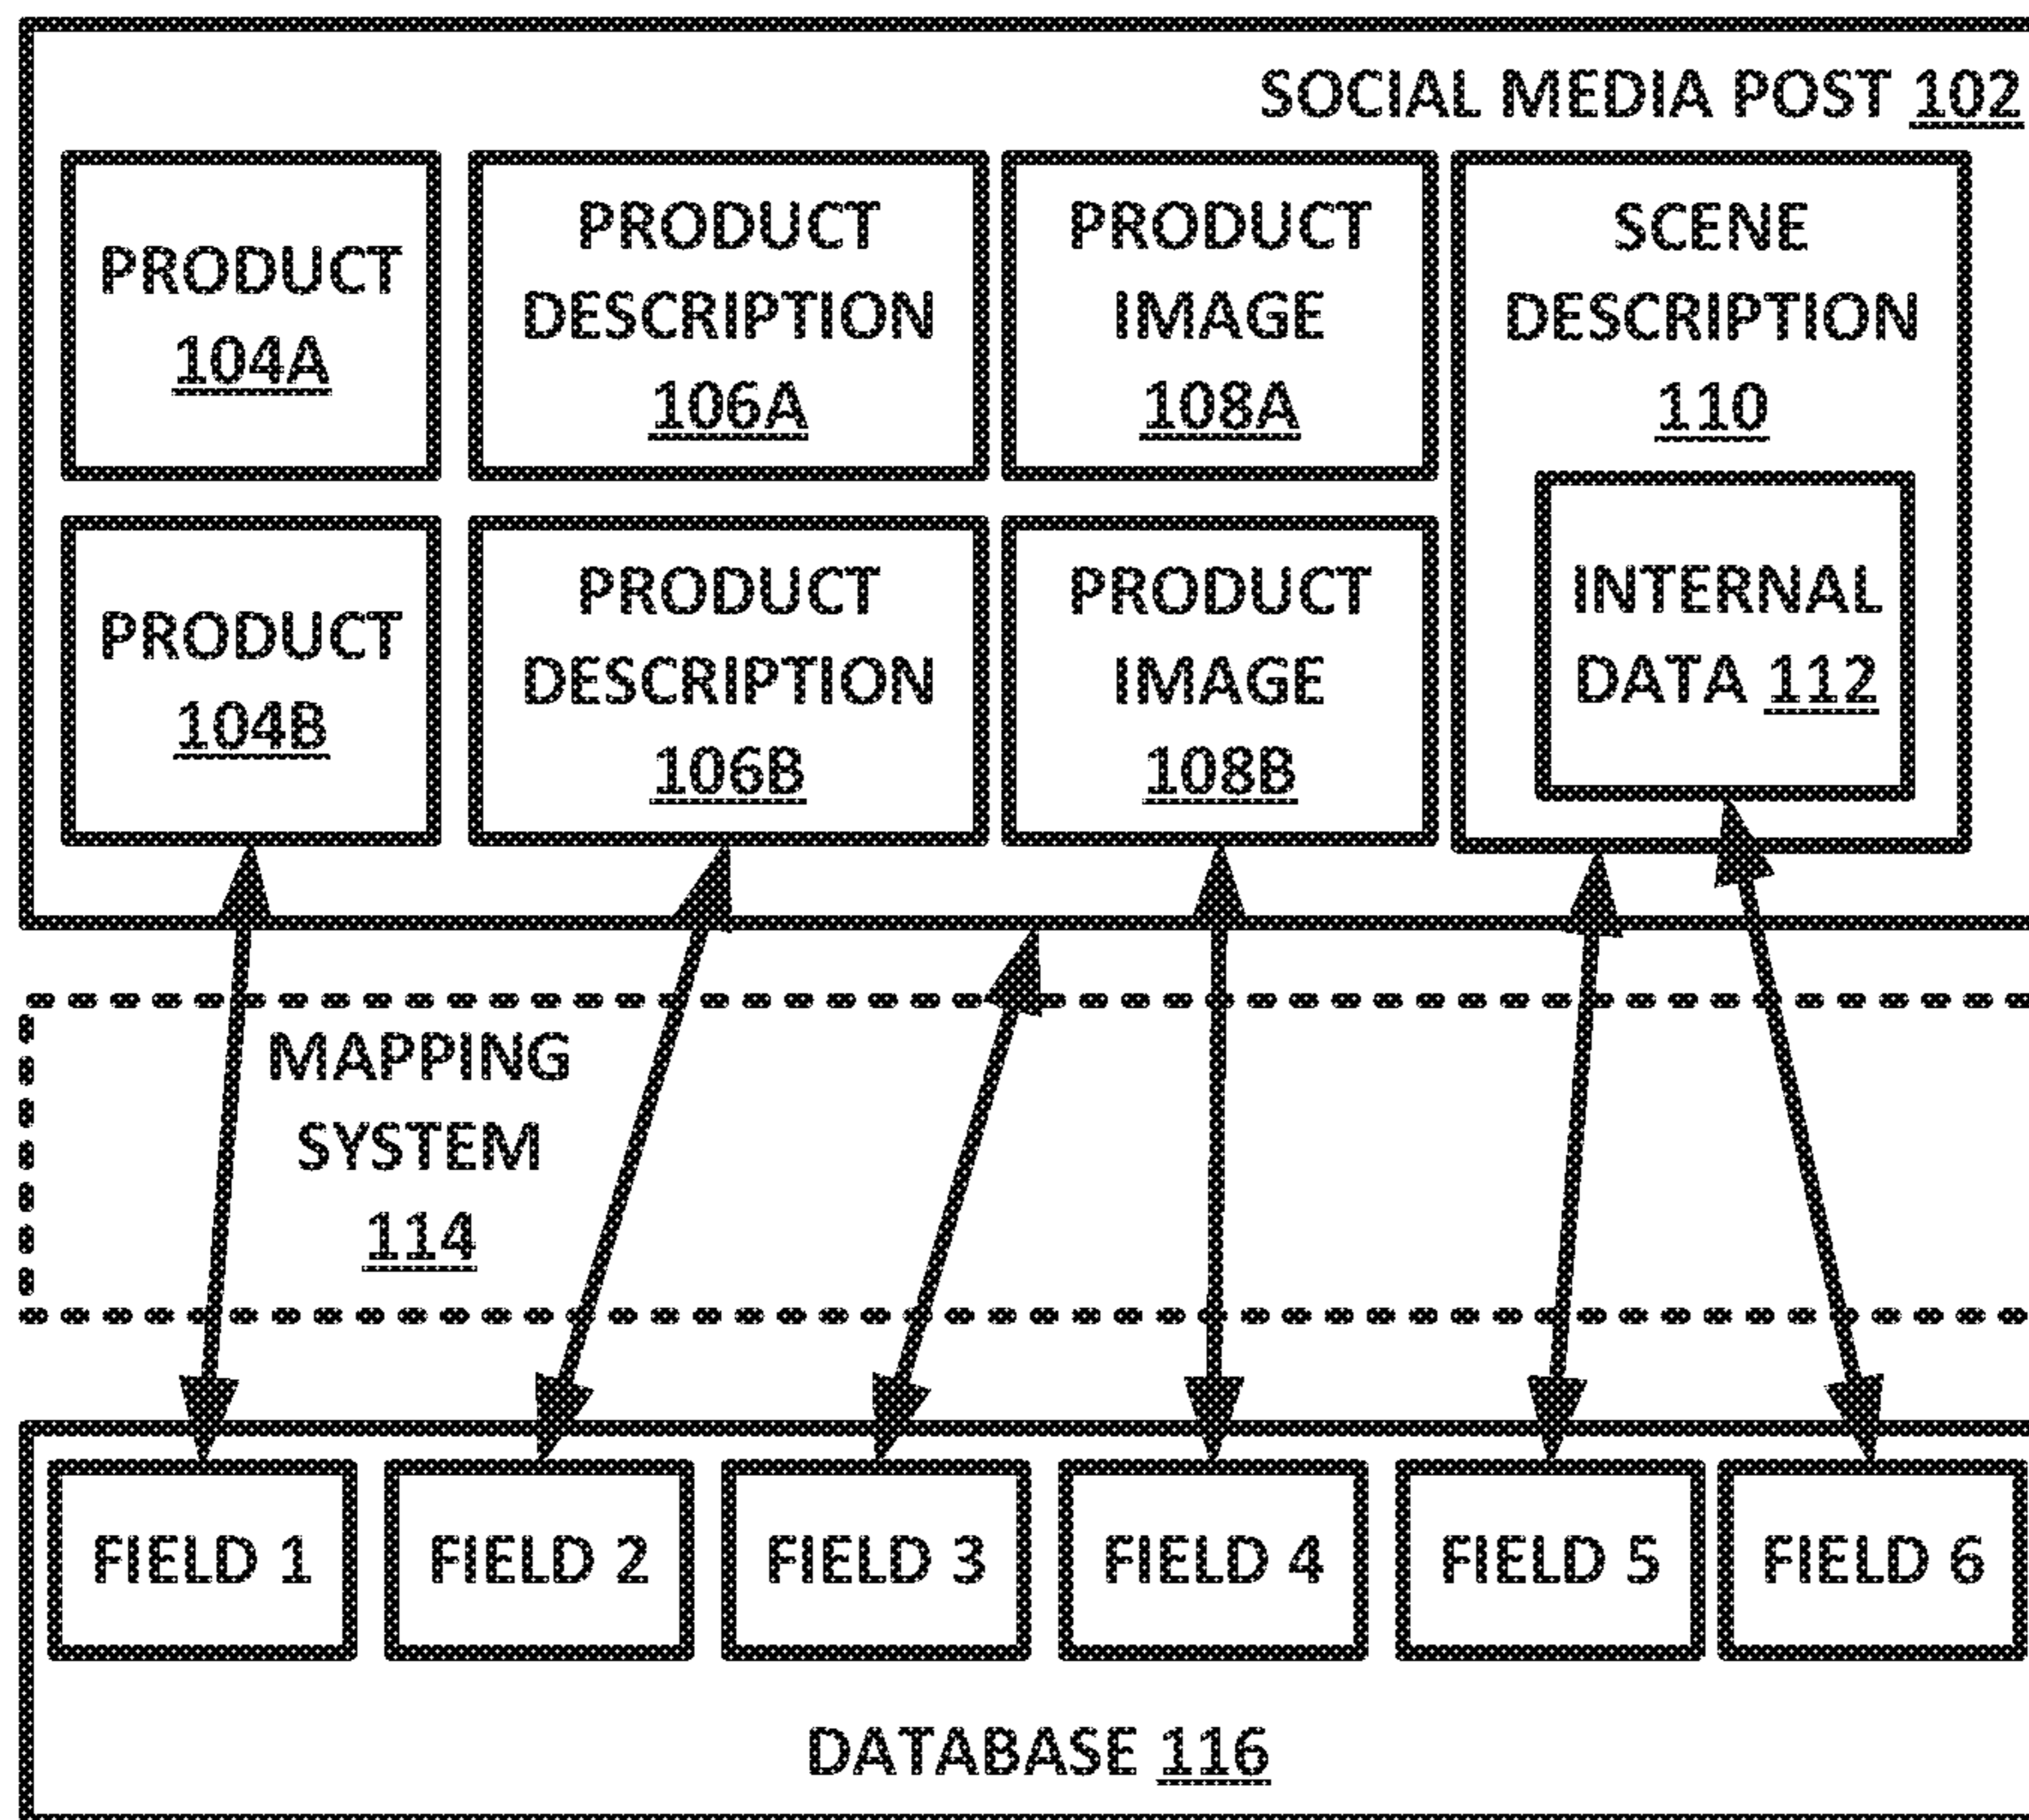 SOCIAL MEDIA POST 102
PRODUCT
104A
PRODUCT
DESCRIPTION
106A
PRODUCT
IMAGE
108A
SCENE
DESCRIPTION
110
PRODUCT
104B
PRODUCT
DESCRIPTION
106B
PRODUCT
IMAGE
108B
INTERNAL
DATA 112
MAPPING
SYSTEM
114
FIELD 1
FIELD 2
FIELD 3
FIELD 4
FIELD 5
FIELD 6
DATABASE 116